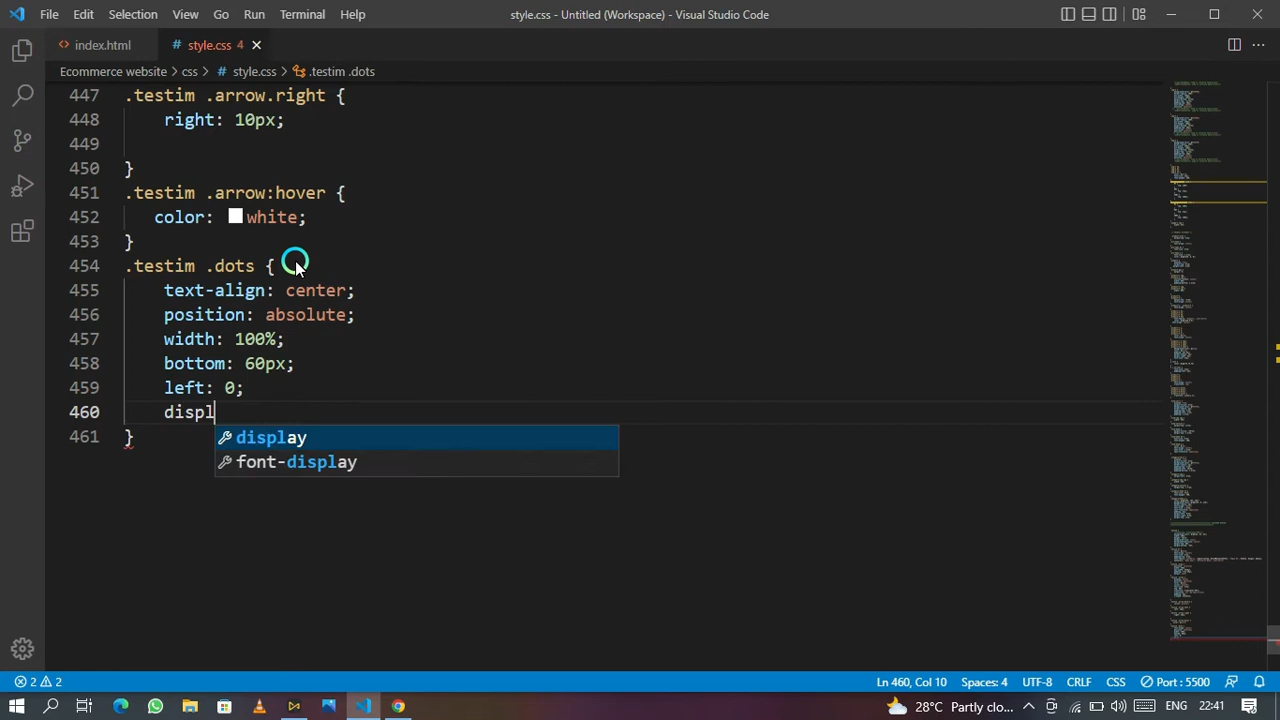 File Edit Selection View Go Run Terminal Help style.css - Untitled (Workspace) - Visual Studio Code
index.html style.css 4
Ecommerce website > css > style.css > .testim .dots
447 .testim .arrow.right {
448 right: 10px;
449
450 }
451 .testim .arrow:hover {
452 color: white;
453 }
454 .testim .dots {
455 text-align: center;
456 position: absolute;
457 width: 100%;
458 bottom: 60px;
459 left: 0;
460 displ
display
461 }
font-display
2 2 Ln 460, Col 10 Spaces: 4 UTF-8 CRLF CSS Port : 5500
28°C Partly clo... ENG 22:41